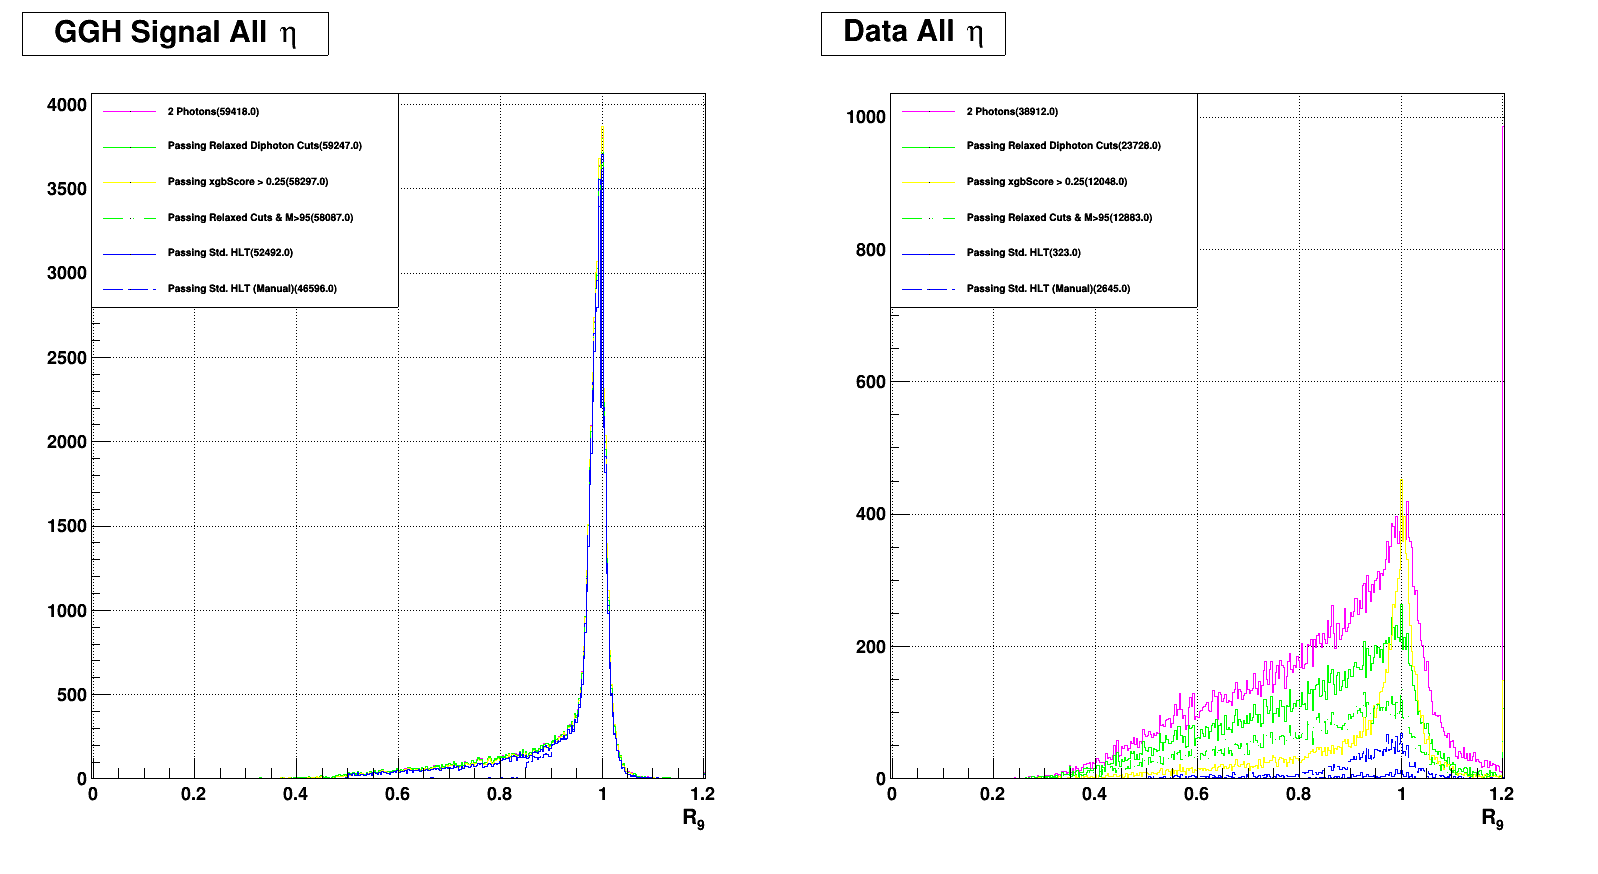 GGH Signal All η
2 Photons(59418.0)
Passing Relaxed Diphoton Cuts(59247.0)
Passing xgbScore > 0.25(58297.0)
Passing Relaxed Cuts & M>95(58087.0)
Passing Std. HLT(52492.0)
Passing Std. HLT (Manual)(46596.0)
4000
3500
3000
2500
2000
1500
1000
500
0
0 0.2 0.4 0.6 0.8 1 1.2
R9
Data All η
2 Photons(38912.0)
Passing Relaxed Diphoton Cuts(23728.0)
Passing xgbScore > 0.25(12048.0)
Passing Relaxed Cuts & M>95(12883.0)
Passing Std. HLT(323.0)
Passing Std. HLT (Manual)(2645.0)
1000
800
600
400
200
0
0 0.2 0.4 0.6 0.8 1 1.2
R9